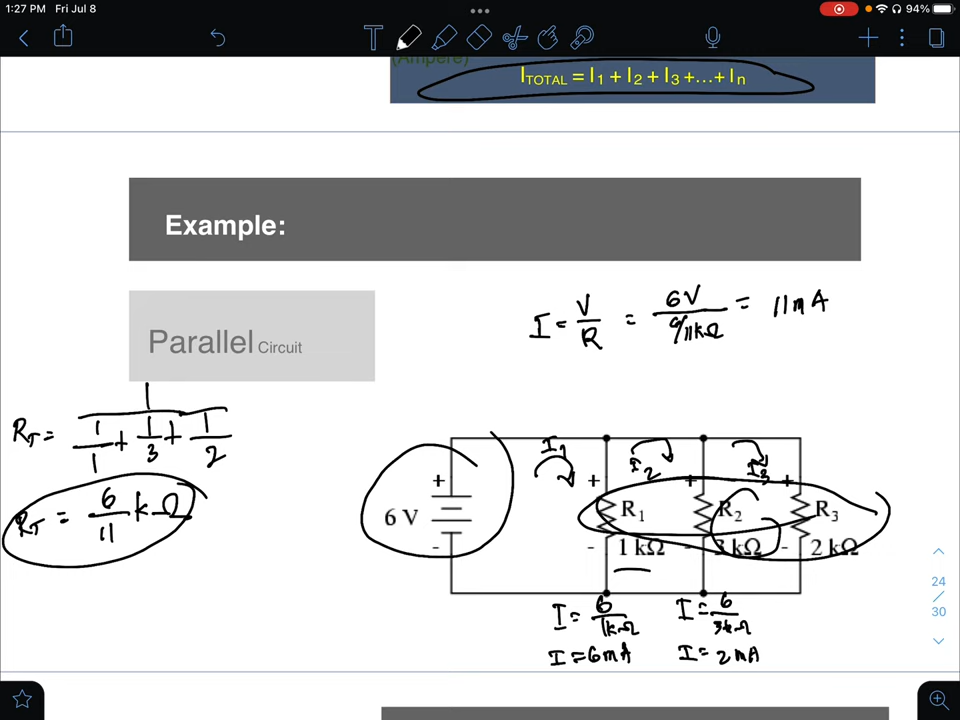 1:27 PM Fri Jul 8
94%
(Ampere)
ITOTAL = I1 + I2 + I3 +...+ In
Example:
I = V/R = 6V / 6/11kΩ = 11mA
Parallel Circuit
RT = 1 / 1/1 + 1/3 + 1/2
RT = 6/11 kΩ
I1 I2 I3
+ + + +
6 V
R1 R2 R3
- - - -
1 kΩ 3 kΩ 2 kΩ
I = 6/1kΩ I = 6/3kΩ
I = 6mA I = 2mA
24
/
30